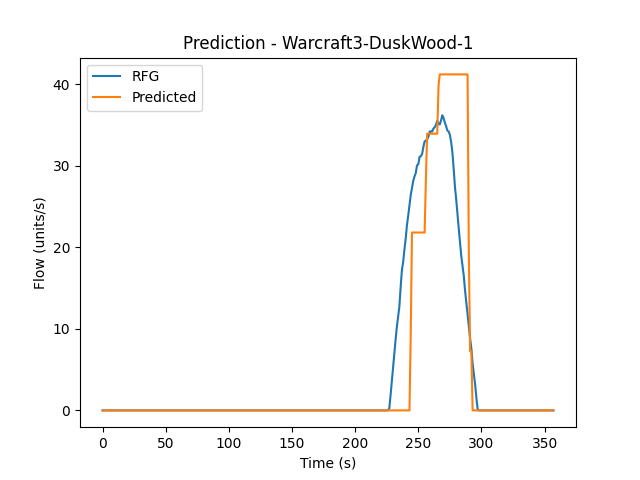 Prediction - Warcraft3-DuskWood-1
RFG
Predicted
Flow (units/s)
40
30
20
10
0
0 50 100 150 200 250 300 350
Time (s)